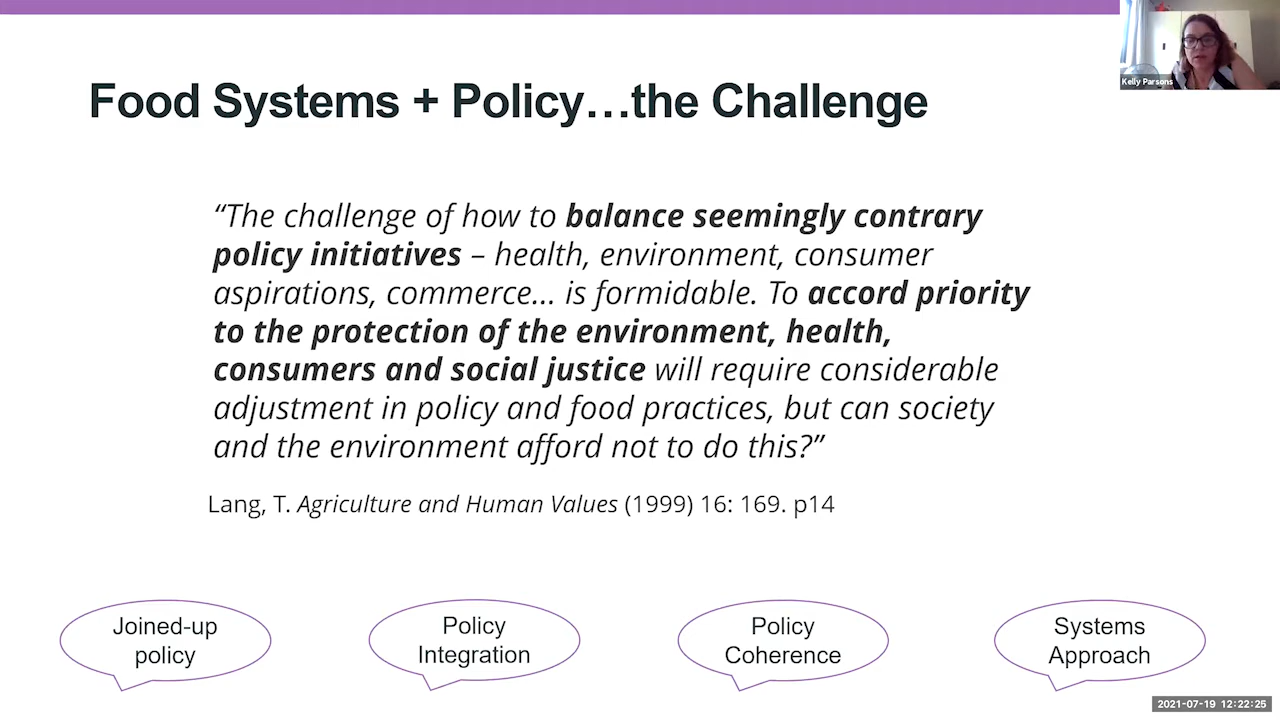 Kelly Parsons
Food Systems + Policy…the Challenge
“The challenge of how to balance seemingly contrary
policy initiatives – health, environment, consumer
aspirations, commerce… is formidable. To accord priority
to the protection of the environment, health,
consumers and social justice will require considerable
adjustment in policy and food practices, but can society
and the environment afford not to do this?”
Lang, T. Agriculture and Human Values (1999) 16: 169. p14
Joined-up
policy
Policy
Integration
Policy
Coherence
Systems
Approach
2021-07-19 12:22:25